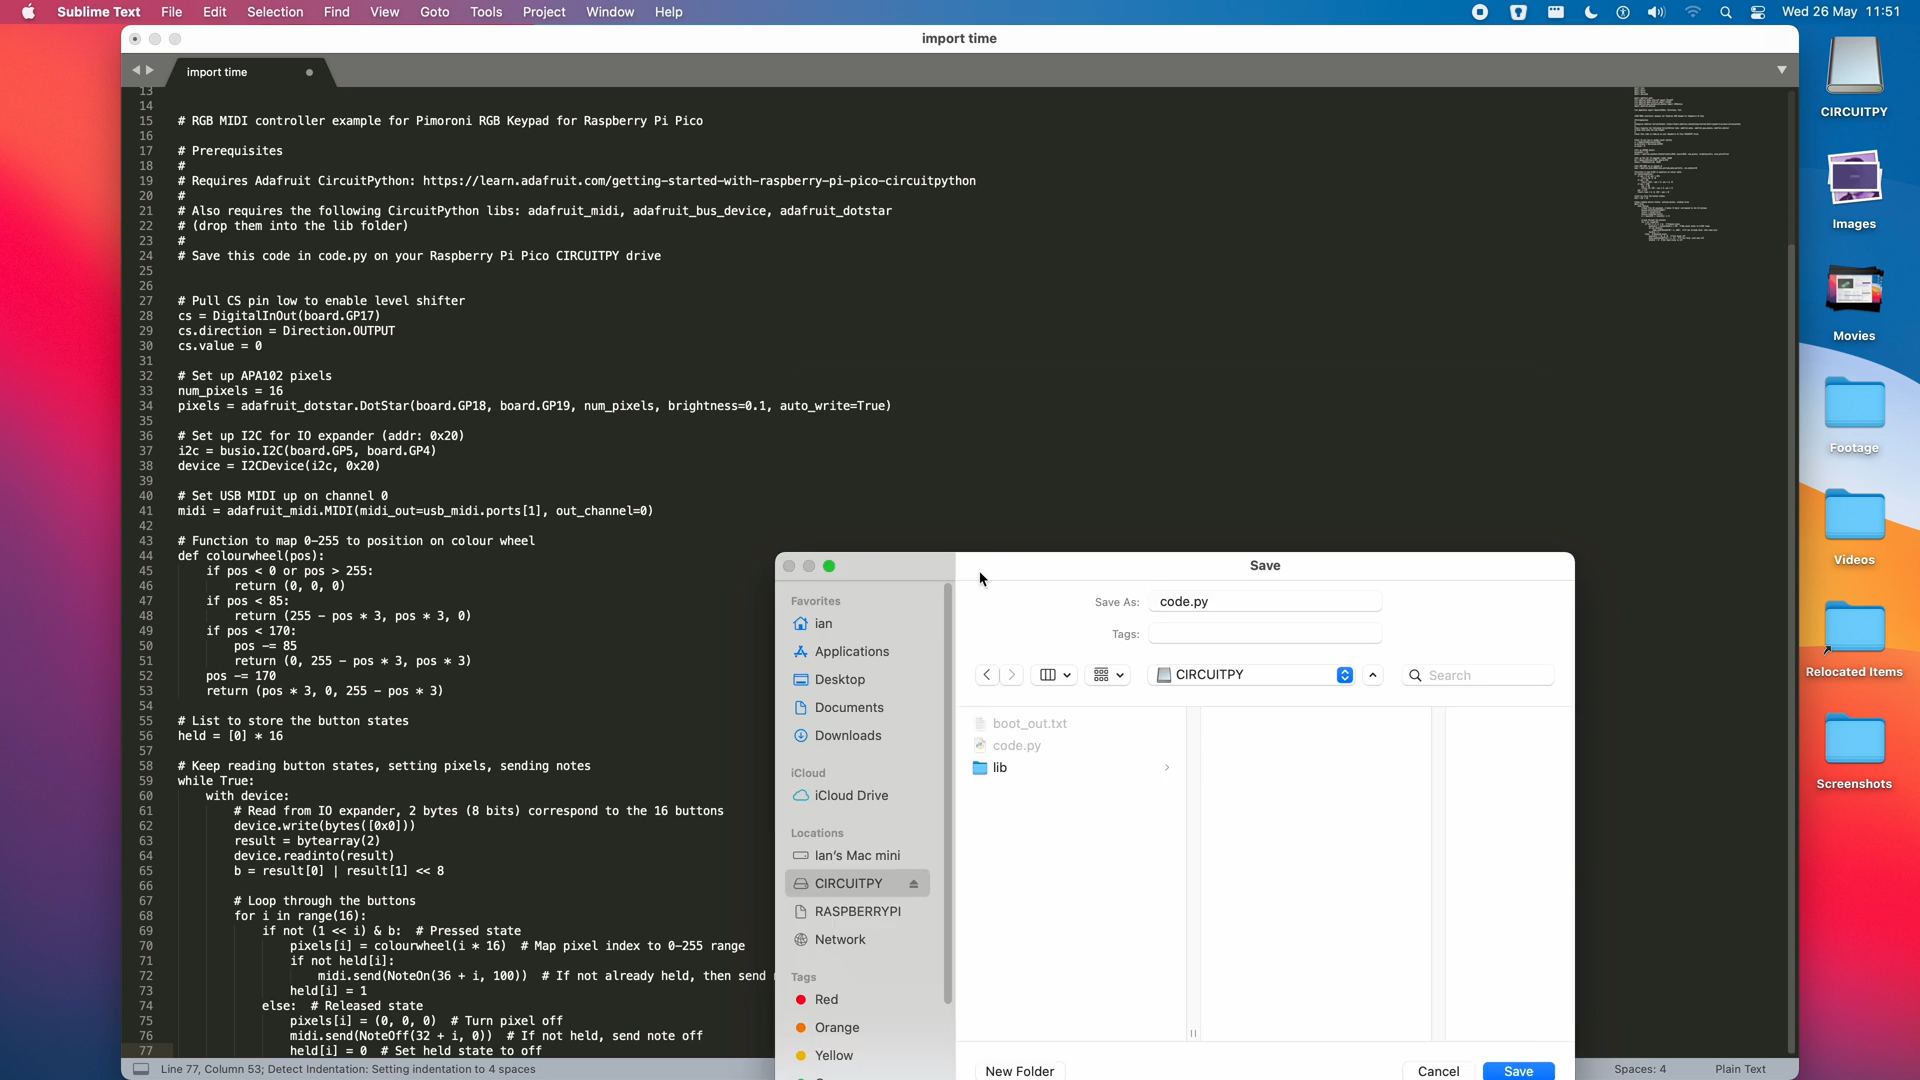 Sublime Text File Edit Selection Find View Goto Tools Project Window Help Wed 26 May 11:51
import time
import time
13
14
15 # RGB MIDI controller example for Pimoroni RGB Keypad for Raspberry Pi Pico
16
17 # Prerequisites
18 #
19 # Requires Adafruit CircuitPython: https://learn.adafruit.com/getting-started-with-raspberry-pi-pico-circuitpython
20 #
21 # Also requires the following CircuitPython libs: adafruit_midi, adafruit_bus_device, adafruit_dotstar
22 # (drop them into the lib folder)
23 #
24 # Save this code in code.py on your Raspberry Pi Pico CIRCUITPY drive
25
26
27 # Pull CS pin low to enable level shifter
28 cs = DigitalInOut(board.GP17)
29 cs.direction = Direction.OUTPUT
30 cs.value = 0
31
32 # Set up APA102 pixels
33 num_pixels = 16
34 pixels = adafruit_dotstar.DotStar(board.GP18, board.GP19, num_pixels, brightness=0.1, auto_write=True)
35
36 # Set up I2C for IO expander (addr: 0x20)
37 i2c = busio.I2C(board.GP5, board.GP4)
38 device = I2CDevice(i2c, 0x20)
39
40 # Set USB MIDI up on channel 0
41 midi = adafruit_midi.MIDI(midi_out=usb_midi.ports[1], out_channel=0)
42
43 # Function to map 0-255 to position on colour wheel
44 def colourwheel(pos):
45 if pos < 0 or pos > 255:
46 return (0, 0, 0)
47 if pos < 85:
48 return (255 - pos * 3, pos * 3, 0)
49 if pos < 170:
50 pos -= 85
51 return (0, 255 - pos * 3, pos * 3)
52 pos -= 170
53 return (pos * 3, 0, 255 - pos * 3)
54
55 # List to store the button states
56 held = [0] * 16
57
58 # Keep reading button states, setting pixels, sending notes
59 while True:
60 with device:
61 # Read from IO expander, 2 bytes (8 bits) correspond to the 16 buttons
62 device.write(bytes([0x0]))
63 result = bytearray(2)
64 device.readinto(result)
65 b = result[0] | result[1] << 8
66
67 # Loop through the buttons
68 for i in range(16):
69 if not (1 << i) & b: # Pressed state
70 pixels[i] = colourwheel(i * 16) # Map pixel index to 0-255 range
71 if not held[i]:
72 midi.send(NoteOn(36 + i, 100)) # If not already held, then send
73 held[i] = 1
74 else: # Released state
75 pixels[i] = (0, 0, 0) # Turn pixel off
76 midi.send(NoteOff(32 + i, 0)) # If not held, send note off
77 held[i] = 0 # Set held state to off
Line 77, Column 53; Detect Indentation: Setting indentation to 4 spaces
Spaces: 4 Plain Text
Save
Save As: code.py
Tags:
CIRCUITPY
Search
Favorites
ian
Applications
Desktop
Documents
Downloads
iCloud
iCloud Drive
Locations
Ian's Mac mini
CIRCUITPY
RASPBERRYPI
Network
Tags
Red
Orange
Yellow
boot_out.txt
code.py
lib
New Folder Cancel Save
CIRCUITPY
Images
Movies
Footage
Videos
Relocated Items
Screenshots